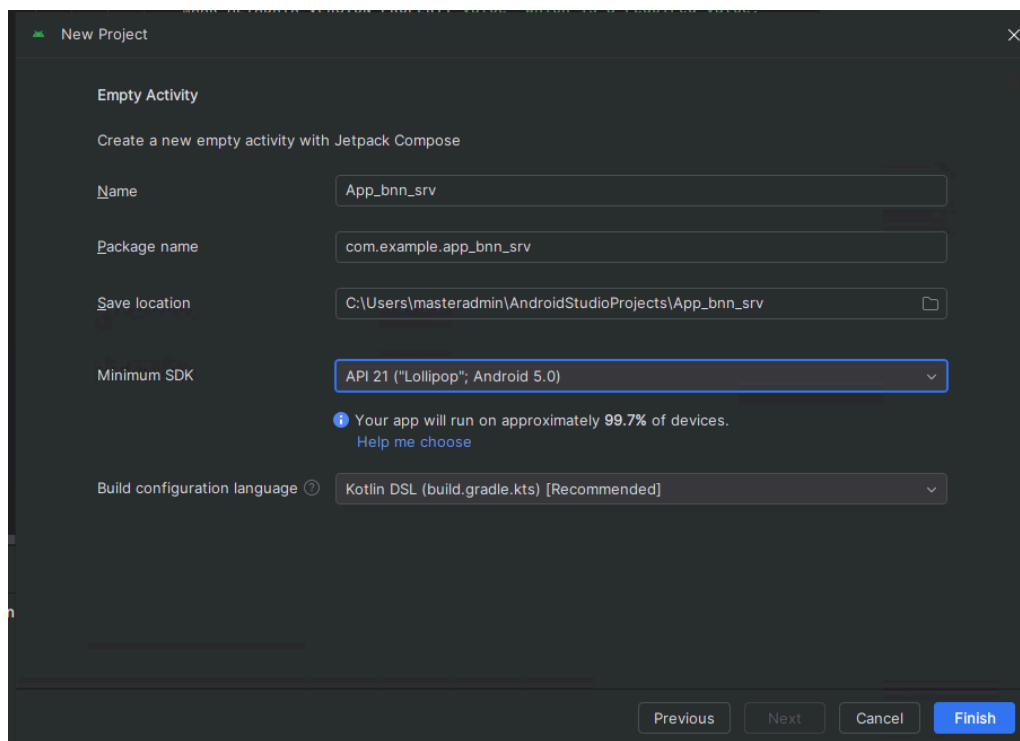 New Project
Empty Activity
Create a new empty activity with Jetpack Compose
Name
App_bnn_srv
Package name
com.example.app_bnn_srv
Save location
C:\Users\masteradmin\AndroidStudioProjects\App_bnn_srv
Minimum SDK
API 21 ("Lollipop"; Android 5.0)
Your app will run on approximately 99.7% of devices.
Help me choose
Build configuration language
Kotlin DSL (build.gradle.kts) [Recommended]
Previous
Next
Cancel
Finish